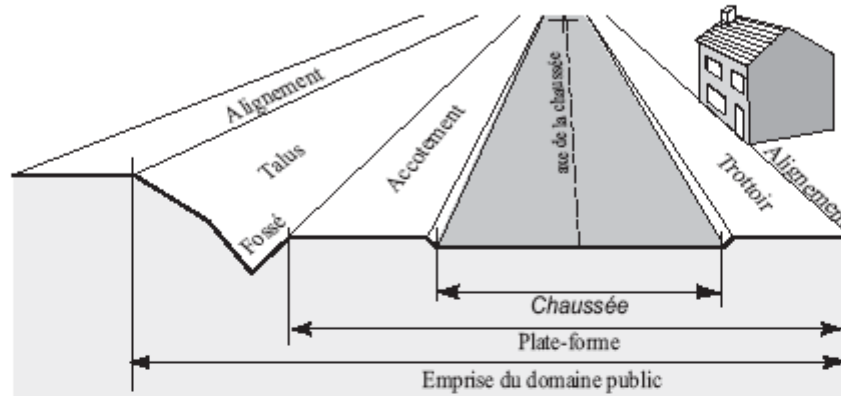 Alignement
Talus
Fossé
Accotement
axe de la chaussée
Trottoir
Alignement
Chaussée
Plate-forme
Emprise du domaine public